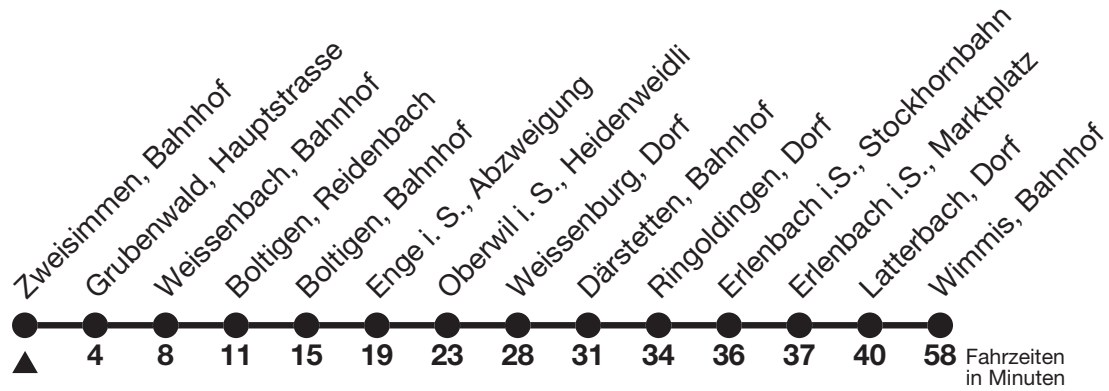 Zweisimmen, Bahnhof
Grubenwald, Hauptstrasse
Weissenbach, Bahnhof
Boltigen, Reidenbach
Boltigen, Bahnhof
Enge i. S., Abzweigung
Oberwil i. S., Heidenweidli
Weissenburg, Dorf
Därstetten, Bahnhof
Ringoldingen, Dorf
Erlenbach i.S., Stockhornbahn
Erlenbach i.S., Marktplatz
Latterbach, Dorf
Wimmis, Bahnhof
4 8 11 15 19 23 28 31 34 36 37 40 58 Fahrzeiten
in Minuten